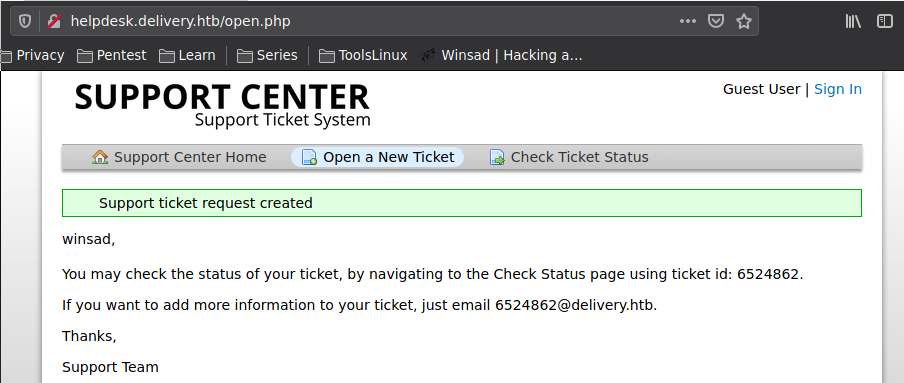 helpdesk.delivery.htb/open.php
Privacy Pentest Learn Series ToolsLinux Winsad | Hacking a...
SUPPORT CENTER
Support Ticket System
Guest User | Sign In
Support Center Home Open a New Ticket Check Ticket Status
Support ticket request created
winsad,
You may check the status of your ticket, by navigating to the Check Status page using ticket id: 6524862.
If you want to add more information to your ticket, just email 6524862@delivery.htb.
Thanks,
Support Team